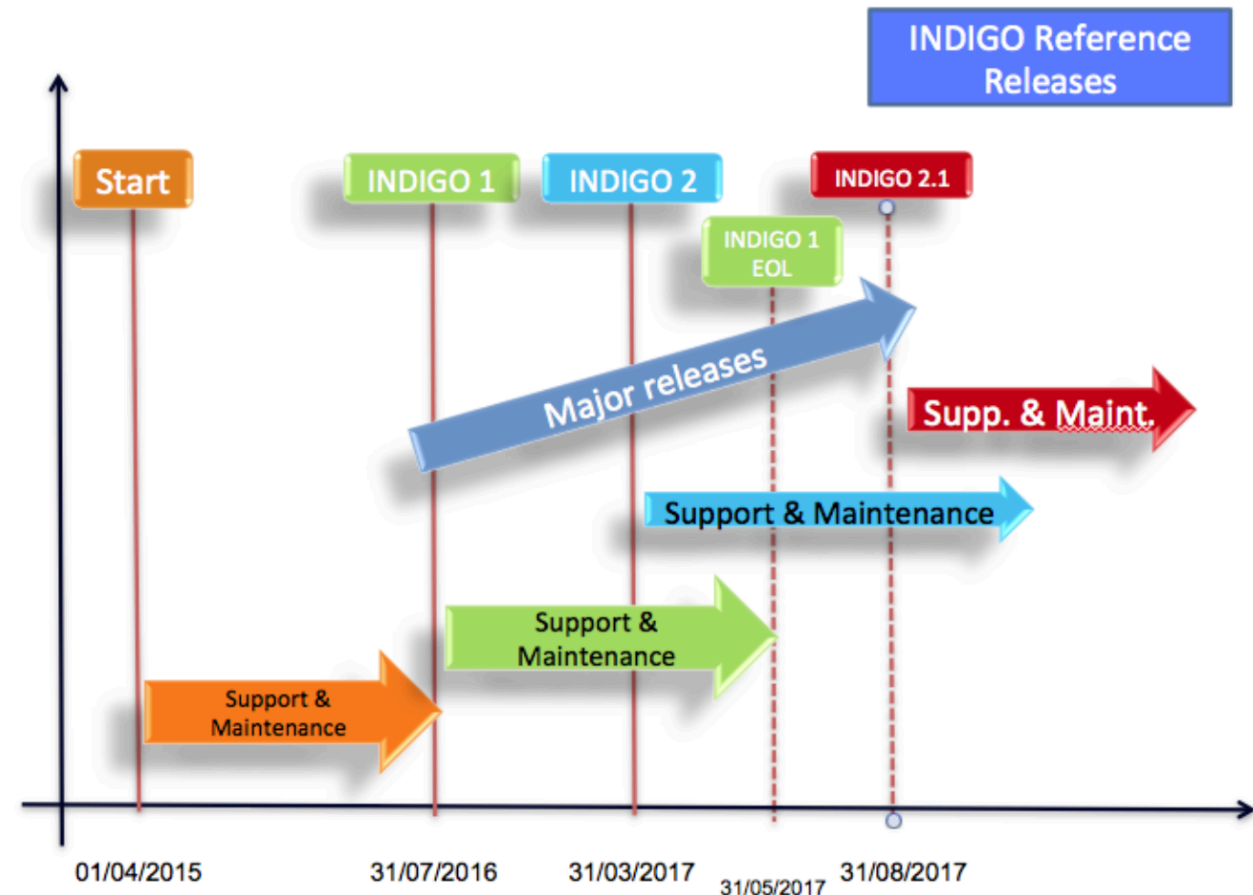 INDIGO Reference
Releases
Start
INDIGO 1
INDIGO 2
INDIGO 2.1
INDIGO 1
EOL
Major releases
Supp. & Maint.
Support & Maintenance
Support &
Maintenance
Support &
Maintenance
01/04/2015
31/07/2016
31/03/2017
31/05/2017
31/08/2017